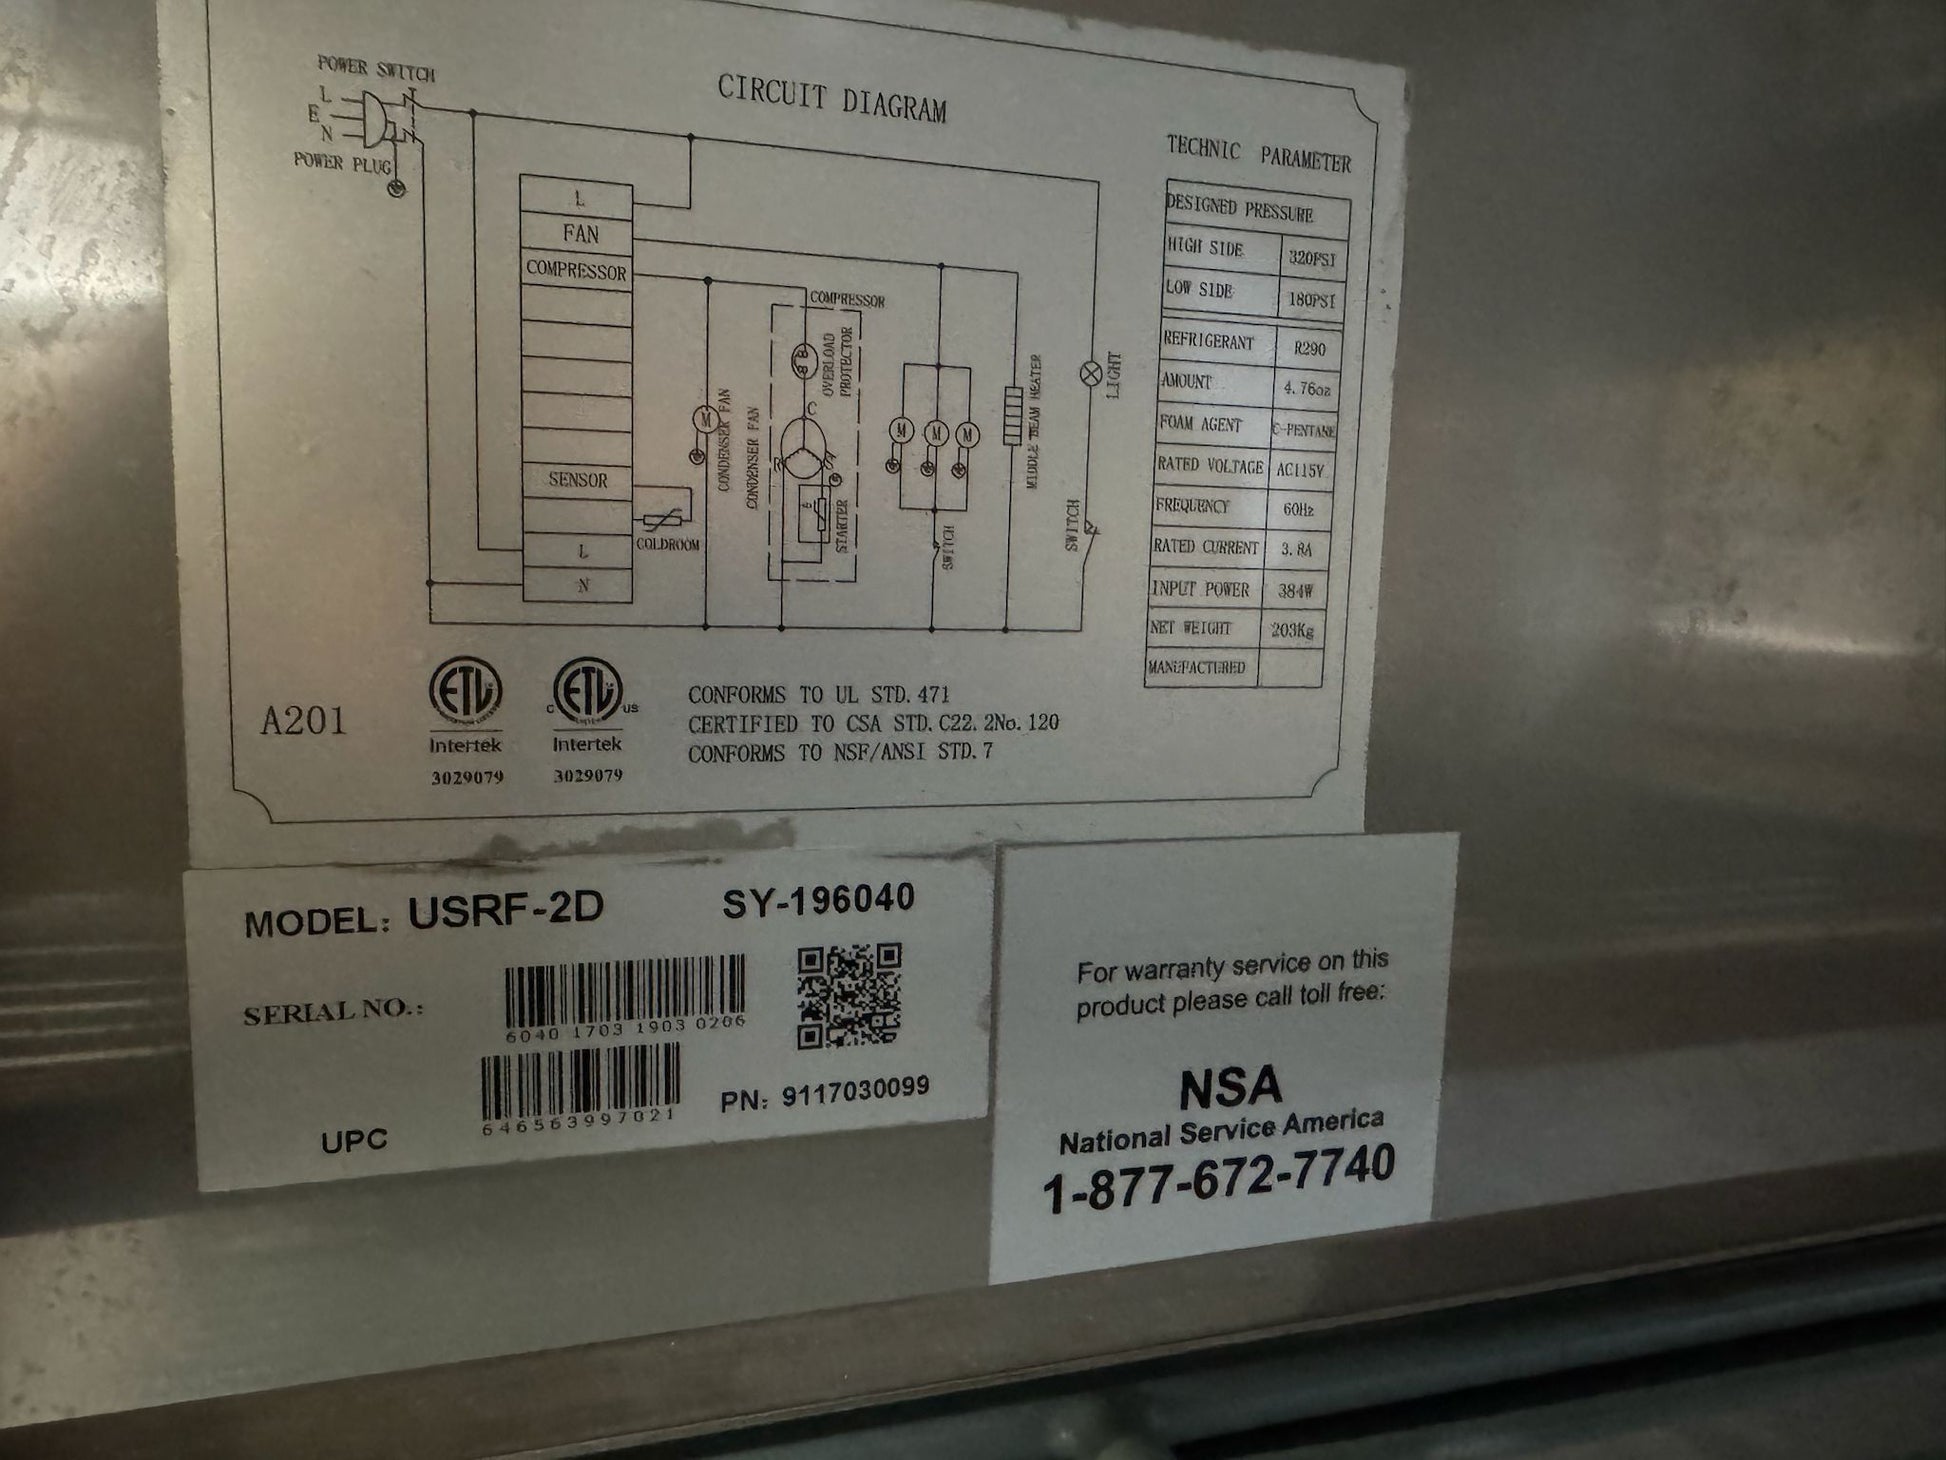 POWER SWITCH
L
E
N
POWER PLUG
CIRCUIT DIAGRAM
L
FAN
COMPRESSOR
SENSOR
L
N
COLDROOM
CONDENSER FAN
CONDENSER FAN
COMPRESSOR
OVERLOAD PROTECTOR
C
R
STARTER
M
M
M
M
SWITCH
MIDDLE BEAM HEATER
LIGHT
SWITCH
TECHNIC PARAMETER
DESIGNED PRESSURE
HIGH SIDE 320PSI
LOW SIDE 180PSI
REFRIGERANT R290
AMOUNT 4.76oz
FOAM AGENT C-PENTANE
RATED VOLTAGE AC115V
FREQUENCY 60Hz
RATED CURRENT 3.8A
INPUT POWER 384W
NET WEIGHT 203Kg
MANUFACTURED
A201
ETL
Intertek
3029079
C ETL US
Intertek
3029079
CONFORMS TO UL STD.471
CERTIFIED TO CSA STD.C22.2No.120
CONFORMS TO NSF/ANSI STD.7
MODEL: USRF-2D SY-196040
SERIAL NO.:
6040 1703 1903 0206
UPC
646563997021
PN: 9117030099
For warranty service on this
product please call toll free:
NSA
National Service America
1-877-672-7740